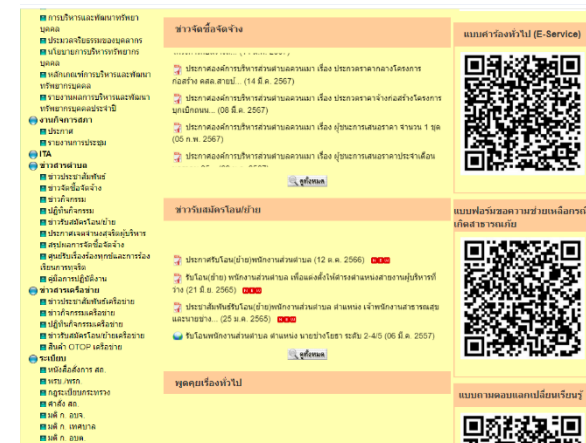 การบริหารและพัฒนาทรัพยา
บุคคล
ประมวลจริยธรรมของบุคลากร
นโยบายการบริหารทรัพยากร
บุคคล
หลักเกณฑ์การบริหารและพัฒนา
ทรัพยากรบุคคล
รายงานผลการบริหารและพัฒนา
ทรัพยากรบุคคลประจำปี
งานกิจการสภา
ประกาศ
รายงานการประชุม
ITA
ข่าวสารตำบล
ข่าวประชาสัมพันธ์
ข่าวจัดซื้อจัดจ้าง
ข่าวกิจกรรม
ปฏิทินกิจกรรม
ข่าวรับสมัครโอน/ย้าย
ประกาศเจตจำนงสุจริตผู้บริหาร
สรุปผลการจัดซื้อจัดจ้าง
ศูนย์รับเรื่องร้องทุกข์และการร้อง
เรียนการทุจริต
คู่มือการปฏิบัติงาน
ข่าวสารเครือข่าย
ข่าวประชาสัมพันธ์เครือข่าย
ข่าวกิจกรรมเครือข่าย
ปฏิทินกิจกรรมเครือข่าย
ข่าวรับสมัครโอน/ย้ายเครือข่าย
สินค้า OTOP เครือข่าย
ระเบียบ
หนังสือสั่งการ สถ.
พรบ./พรก.
กฎระเบียบกระทรวง
คำสั่ง สถ.
มติ ก. อบจ.
มติ ก. เทศบาล
มติ ก. อบต.
ข่าวจัดซื้อจัดจ้าง
ประกาศองค์การบริหารส่วนตำบลควนเมา เรื่อง ประกวดราคากลางโครงการ
ก่อสร้าง คสล.สายบ้... (14 มี.ค. 2567)
ประกาศองค์การบริหารส่วนตำบลควนเมา เรื่อง ประกวดราคาจ้างก่อสร้างโครงการ
บุกเบิกถนน... (08 มี.ค. 2567)
ประกาศองค์การบริหารส่วนตำบลควนเมา เรื่อง ผู้ชนะการเสนอราคา จำนวน 1 ชุด
(05 ก.พ. 2567)
ประกาศองค์การบริหารส่วนตำบลควนเมา เรื่อง ผู้ชนะการเสนอราคาประจำเดือน
ดูทั้งหมด
ข่าวรับสมัครโอน/ย้าย
ประกาศรับโอน(ย้าย)พนักงานส่วนตำบล (12 ต.ค. 2566)
รับโอน(ย้าย) พนักงานส่วนตำบล เพื่อแต่งตั้งให้ดำรงตำแหน่งสายงานผู้บริหารที่
ว่าง (21 มิ.ย. 2565)
ประชาสัมพันธ์รับโอน(ย้าย)พนักงานส่วนตำบล ตำแหน่ง เจ้าพนักงานสาธารณสุข
และนายช่าง... (25 ม.ค. 2565)
รับโอนพนักงานส่วนตำบล ตำแหน่ง นายช่างโยธา ระดับ 2-4/5 (06 มี.ค. 2557)
ดูทั้งหมด
พูดคุยเรื่องทั่วไป
แบบคำร้องทั่วไป (E-Service)
แบบฟอร์มขอความช่วยเหลือกรณี
เกิดสาธารณภัย
แบบถามตอบแลกเปลี่ยนเรียนรู้